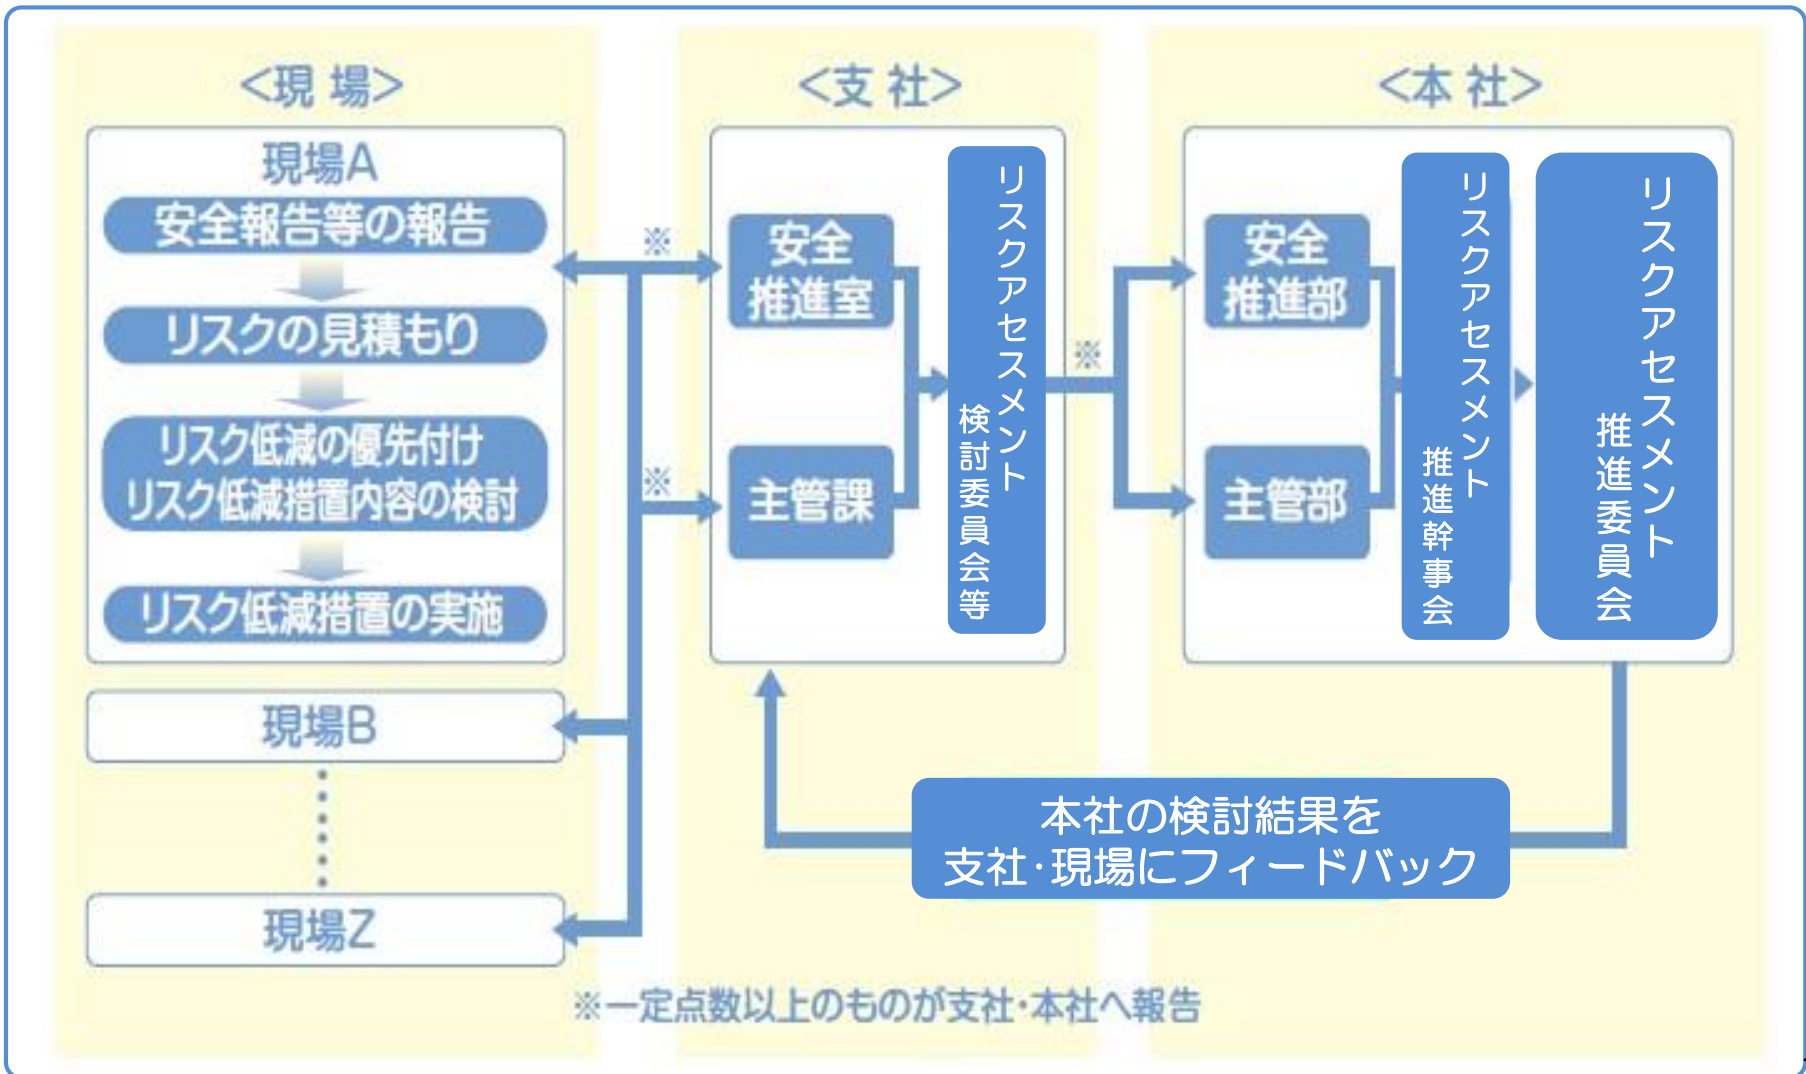 <現 場>
現場A
安全報告等の報告
リスクの見積もり
リスク低減の優先付け
リスク低減措置内容の検討
リスク低減措置の実施
現場B
現場Z
※
※
<支 社>
安全
推進室
主管課
リスクアセスメント
検討委員会等
※
<本 社>
安全
推進部
主管部
リスクアセスメント
推進幹事会
リスクアセスメント
推進委員会
本社の検討結果を
支社・現場にフィードバック
※一定点数以上のものが支社・本社へ報告